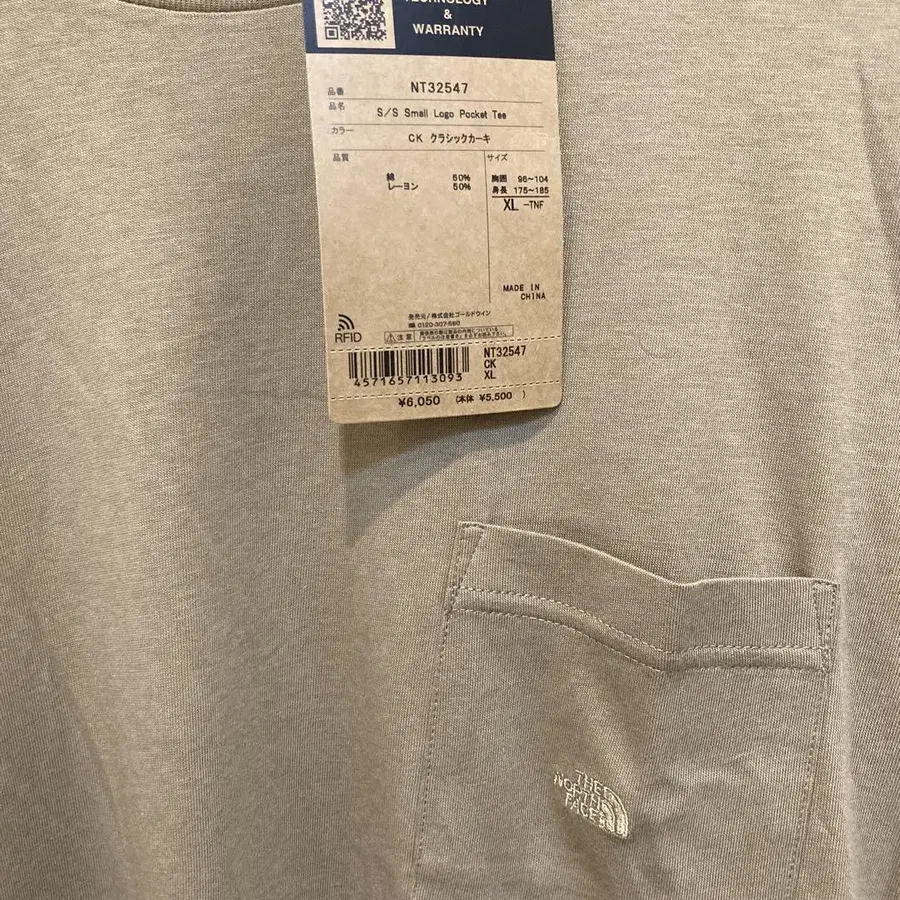 TECHNOLOGY
&
WARRANTY
品番 NT32547
品名 S/S Small Logo Pocket Tee
カラー CK クラシックカーキ
品質
綿 50%
レーヨン 50%
サイズ
胸囲 96~104
身長 175~185
XL -TNF
MADE IN
CHINA
発売元/株式会社ゴールドウイン
☎0120-307-560
RFID
⚠注意
NT32547
CK
XL
4571657113093
¥6,050 (本体 ¥5,500 )
THE
NORTH
FACE